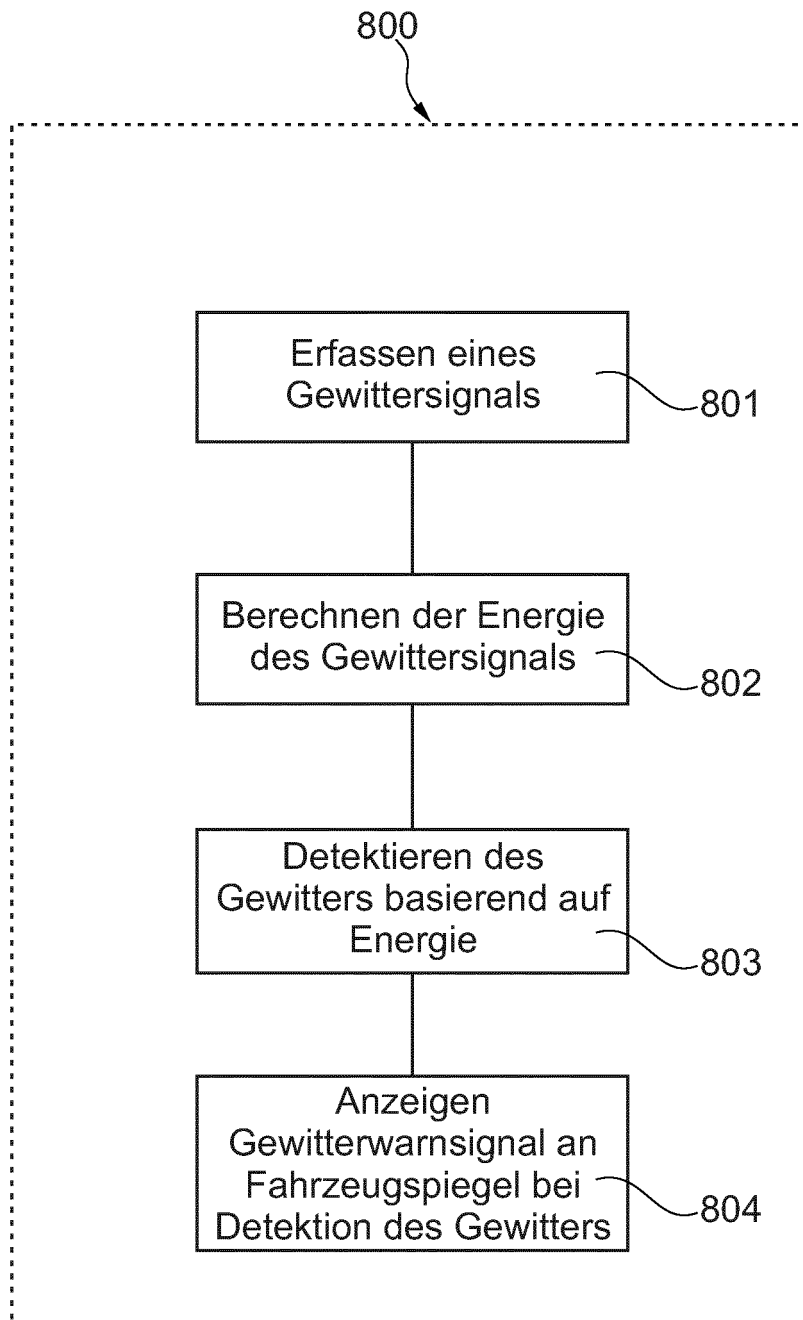 800
Erfassen eines
Gewittersignals
801
Berechnen der Energie
des Gewittersignals
802
Detektieren des
Gewitters basierend auf
Energie
803
Anzeigen
Gewitterwarnsignal an
Fahrzeugspiegel bei
Detektion des Gewitters
804